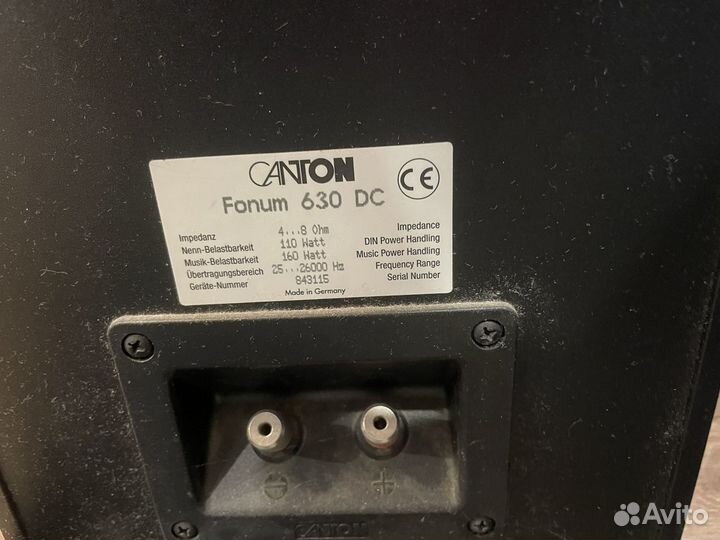 CANTON CE
Fonum 630 DC
Impedanz 4...8 Ohm Impedance
Nenn-Belastbarkeit 110 Watt DIN Power Handling
Musik-Belastbarkeit 160 Watt Music Power Handling
Übertragungsbereich 25...26000 Hz Frequency Range
Geräte-Nummer 843115 Serial Number
Made in Germany
- +
CANTON
Avito